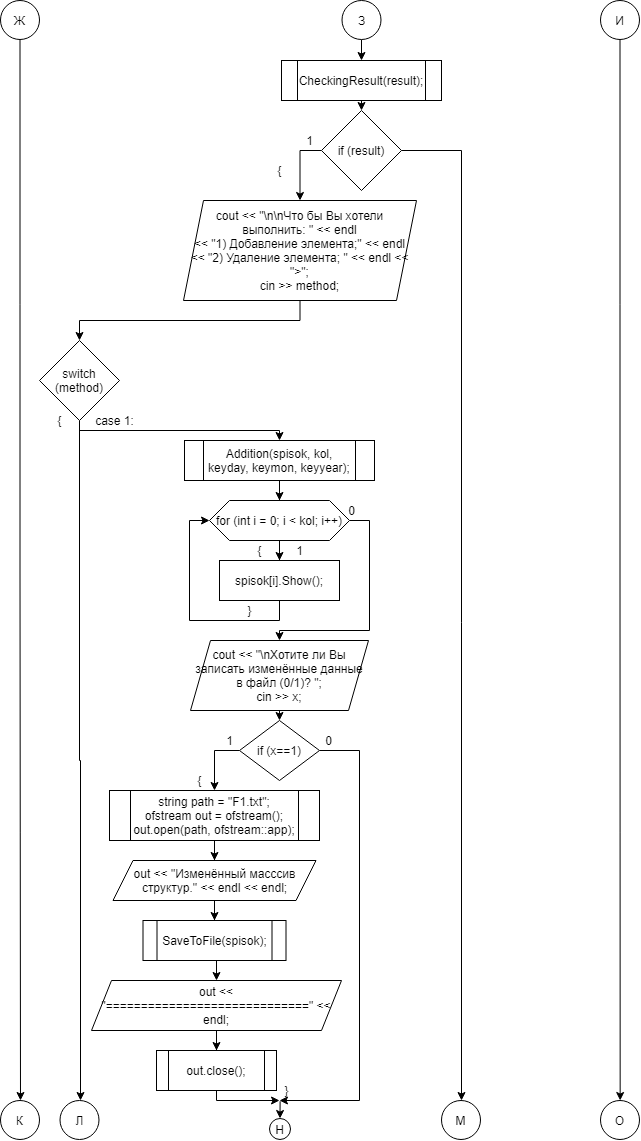 Ж
З
И
CheckingResult(result);
if (result)
1
{
cout << "\n\nЧто бы Вы хотели
выполнить: " << endl
<< "1) Добавление элемента;" << endl
<< "2) Удаление элемента; " << endl <<
">";
cin >> method;
switch
(method)
{
case 1:
Addition(spisok, kol,
keyday, keymon, keyyear);
for (int i = 0; i < kol; i++)
0
{
1
spisok[i].Show();
}
cout << "\nХотите ли Вы
записать изменённые данные
в файл (0/1)? ";
cin >> x;
if (x==1)
1
0
{
string path = "F1.txt";
ofstream out = ofstream();
out.open(path, ofstream::app);
out << "Изменённый масссив
структур." << endl << endl;
SaveToFile(spisok);
out <<
"=============================" <<
endl;
out.close();
}
К
Л
Н
М
О